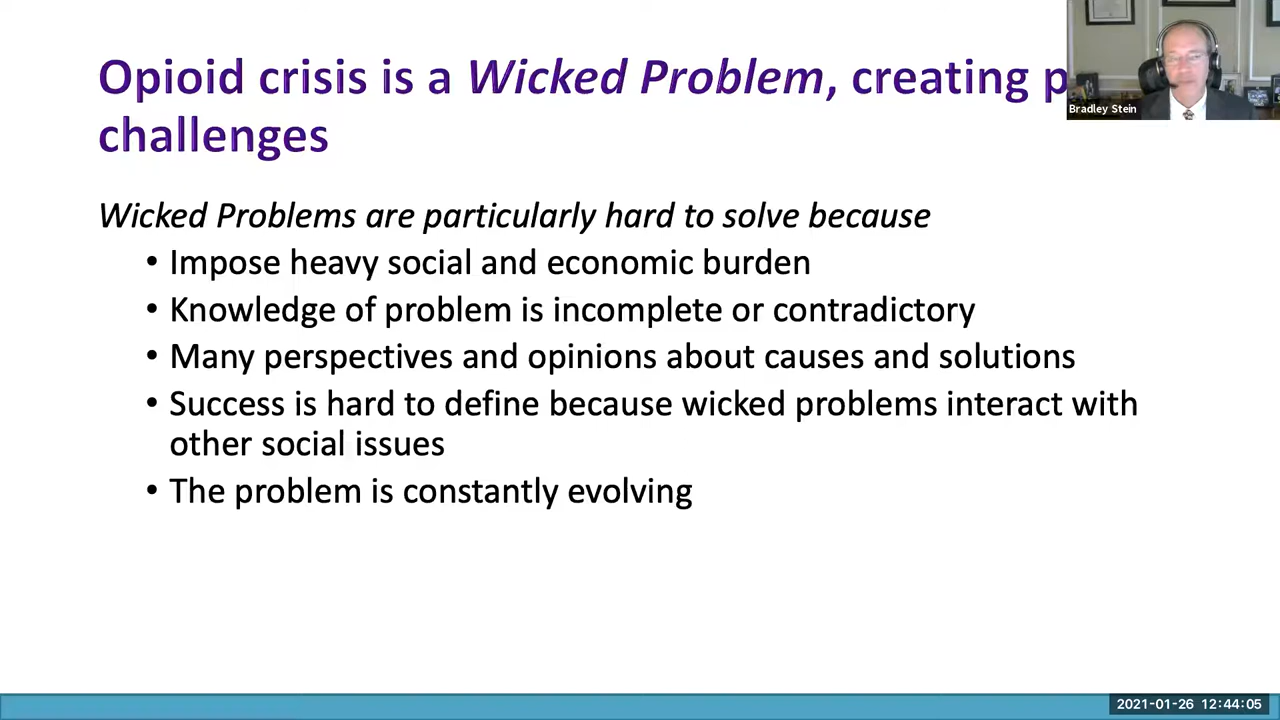 Opioid crisis is a Wicked Problem, creating
challenges
Bradley Stein
Wicked Problems are particularly hard to solve because
• Impose heavy social and economic burden
• Knowledge of problem is incomplete or contradictory
• Many perspectives and opinions about causes and solutions
• Success is hard to define because wicked problems interact with
other social issues
• The problem is constantly evolving
2021-01-26 12:44:05